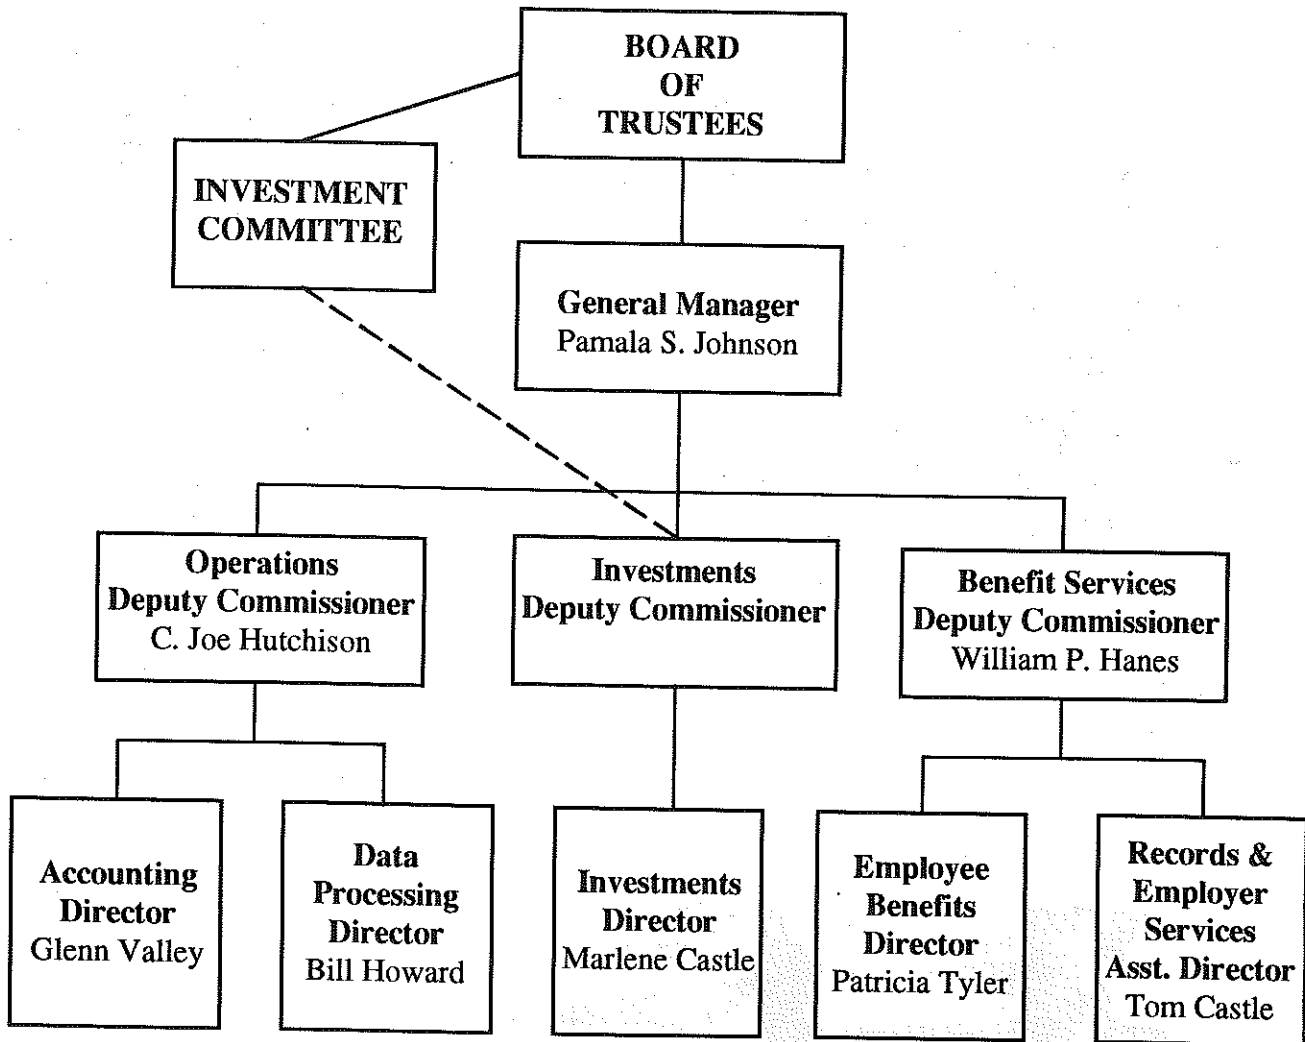 BOARD
OF
TRUSTEES
INVESTMENT
COMMITTEE
General Manager
Pamala S. Johnson
Operations
Deputy Commissioner
C. Joe Hutchison
Investments
Deputy Commissioner
Benefit Services
Deputy Commissioner
William P. Hanes
Accounting
Director
Glenn Valley
Data
Processing
Director
Bill Howard
Investments
Director
Marlene Castle
Employee
Benefits
Director
Patricia Tyler
Records &
Employer
Services
Asst. Director
Tom Castle